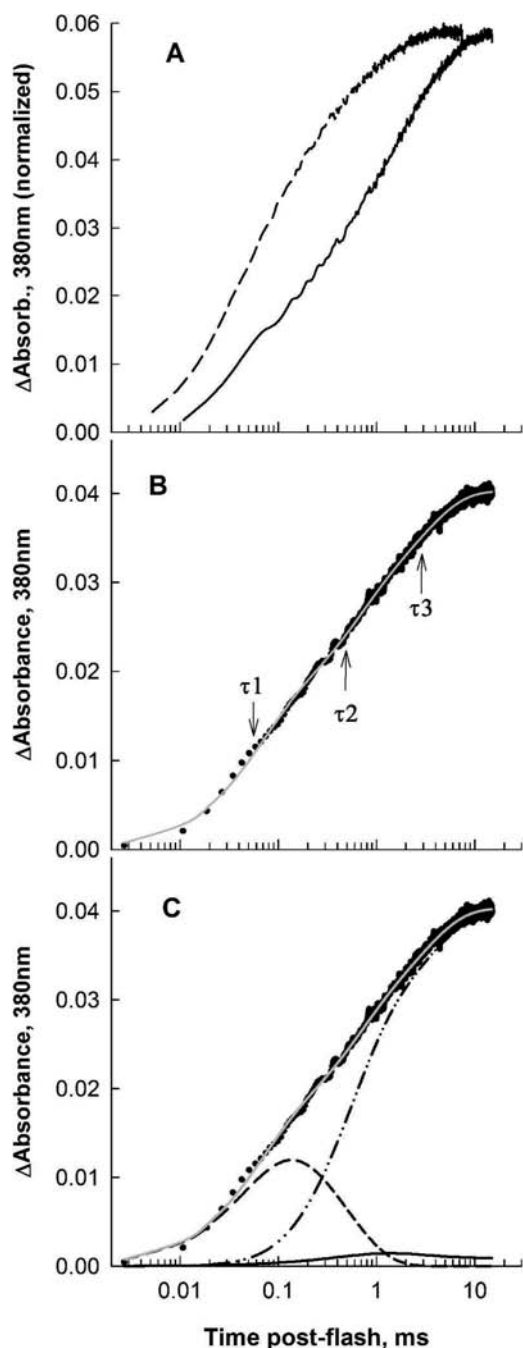 A
ΔAbsorb., 380nm (normalized)
0.06
0.05
0.04
0.03
0.02
0.01
0.00
B
ΔAbsorbance, 380nm
0.04
0.03
0.02
0.01
0.00
τ1
τ2
τ3
C
ΔAbsorbance, 380nm
0.04
0.03
0.02
0.01
0.00
0.01 0.1 1 10
Time post-flash, ms